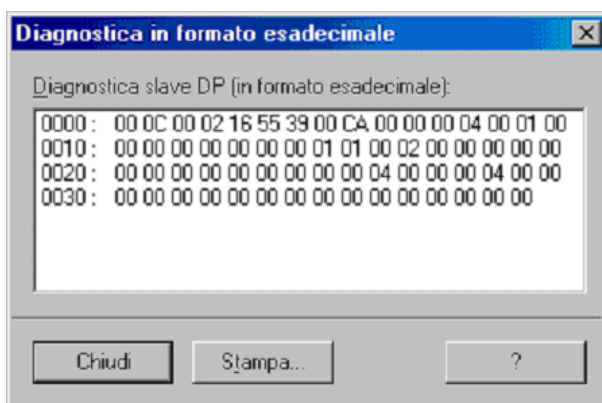 Diagnostica in formato esadecimale
Diagnostica slave DP (in formato esadecimale):
0000 : 00 0C 00 02 16 55 39 00 CA 00 00 00 04 00 01 00
0010 : 00 00 00 00 00 00 00 01 01 00 02 00 00 00 00 00
0020 : 00 00 00 00 00 00 00 00 00 04 00 00 00 04 00 00
0030 : 00 00 00 00 00 00 00 00 00 00 00 00 00 00 00
Chiudi
Stampa...
?